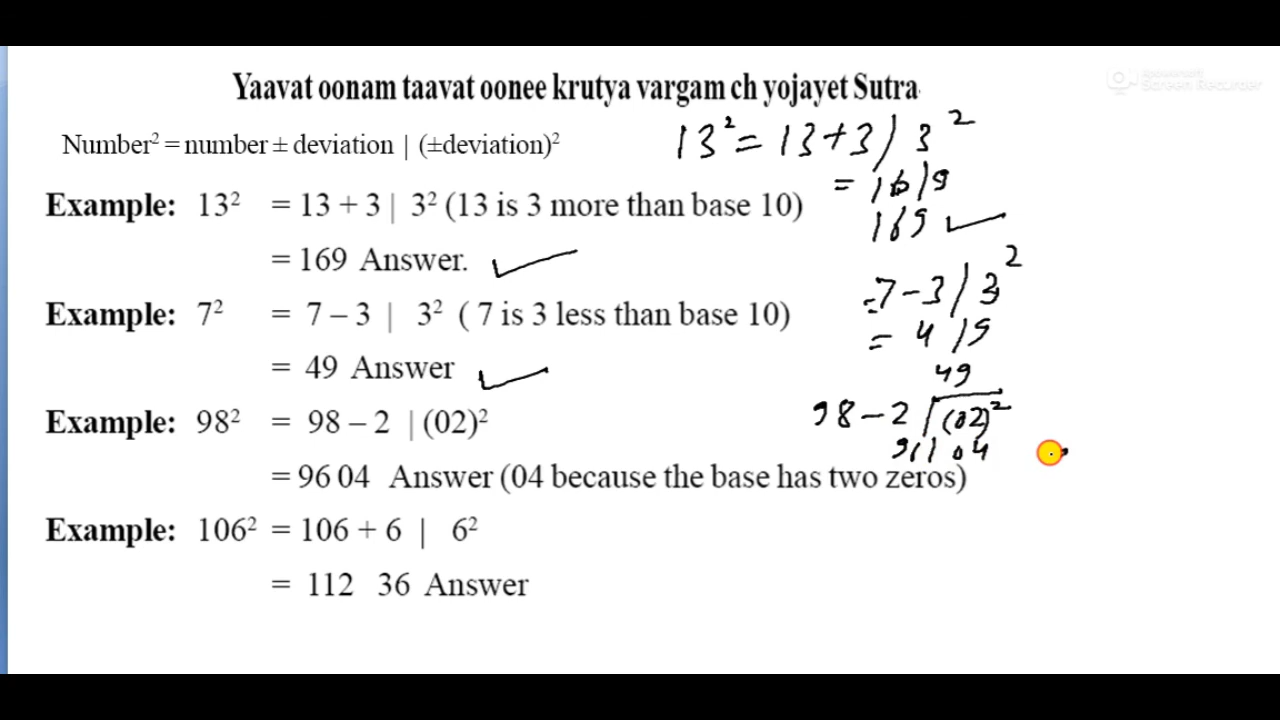 Yaavat oonam taavat oonee krutya vargam ch yojayet Sutra
Apowersoft
Screen Recorder
Number² = number ± deviation | (±deviation)²
13² = 13+3/3²
= 16/9
169
Example: 13² = 13 + 3 | 3² (13 is 3 more than base 10)
= 169 Answer.
Example: 7² = 7 – 3 | 3² ( 7 is 3 less than base 10)
= 49 Answer
=7-3/3²
= 4/9
49
Example: 98² = 98 – 2 | (02)²
98-2/(02)²
= 96 04 Answer (04 because the base has two zeros)
Example: 106² = 106 + 6 | 6²
= 112 36 Answer